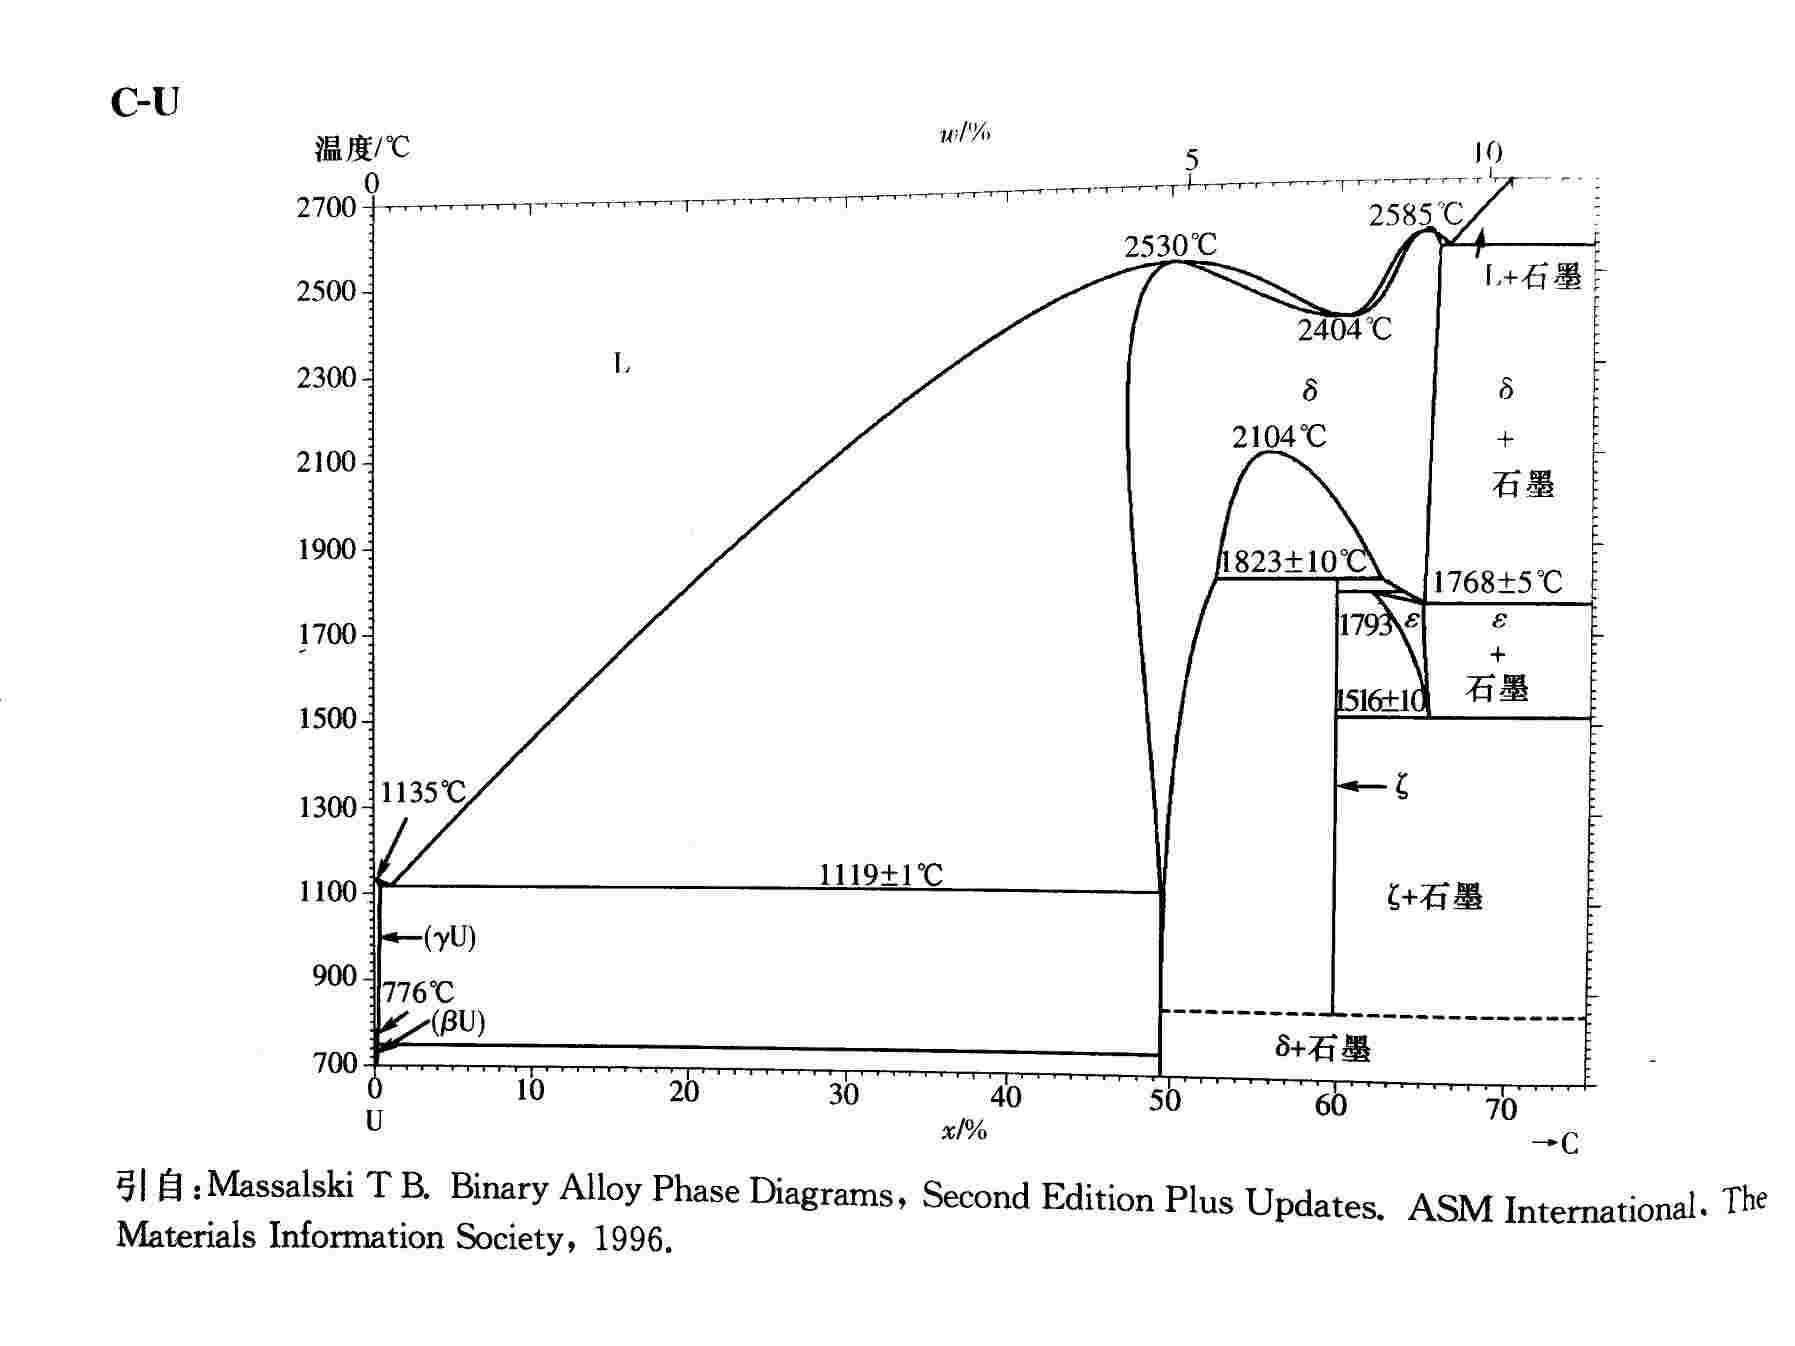 C-U
温度/℃
w/%
0
5
10
2700
2500
2300
2100
1900
1700
1500
1300
1100
900
700
2530℃
2585℃
L+石墨
2404℃
L
δ
δ
+
石墨
2104℃
1823±10℃
1768±5℃
1793
ε
ε
+
石墨
1516±10
ζ
1135℃
1119±1℃
ζ+石墨
(γU)
776℃
(βU)
δ+石墨
0
10
20
30
40
50
60
70
U
x/%
→C
引自:Massalski T B. Binary Alloy Phase Diagrams, Second Edition Plus Updates. ASM International. The
Materials Information Society, 1996.